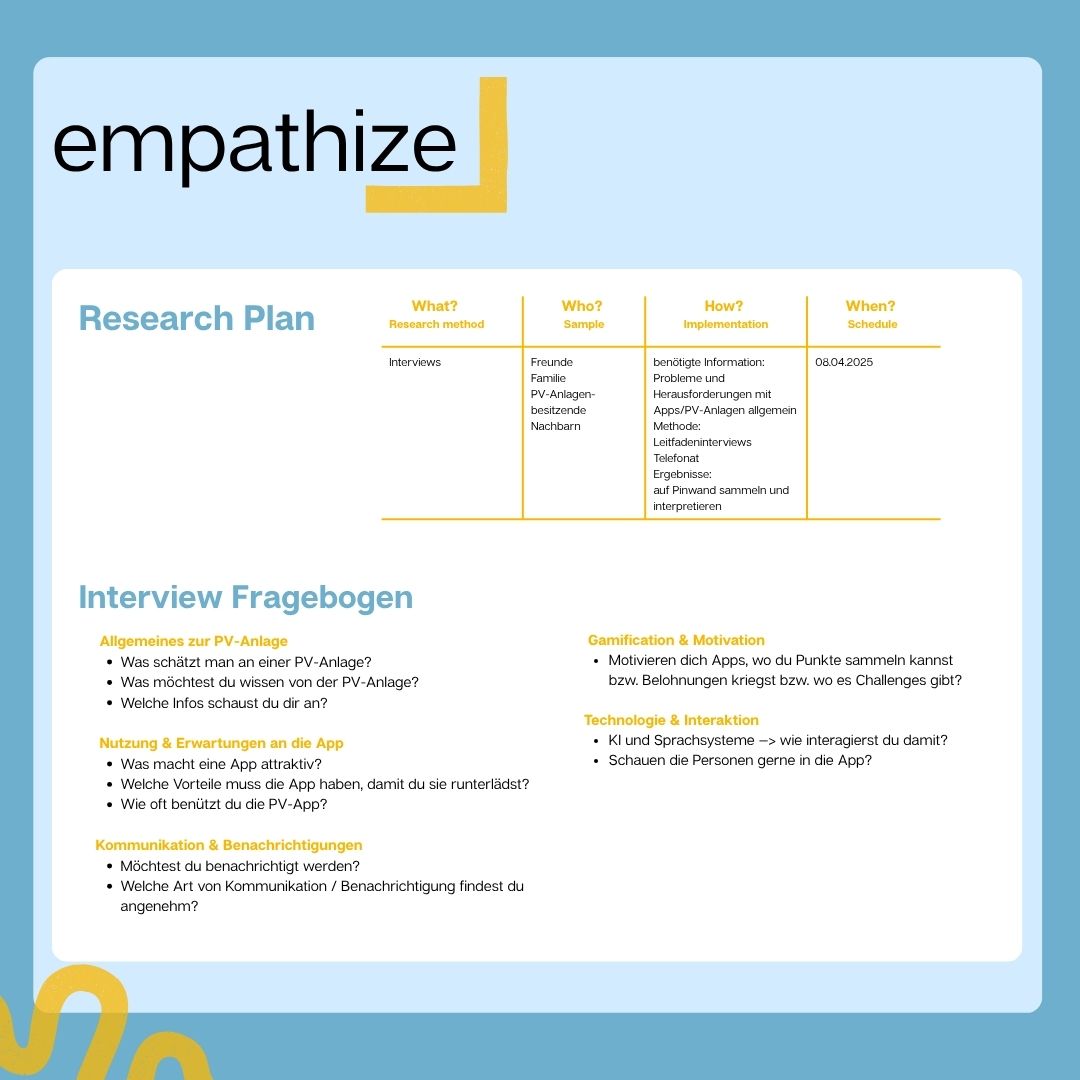 empathize
Research Plan
What?
Research method
Who?
Sample
How?
Implementation
When?
Schedule
Interviews
Freunde
Familie
PV-Anlagen-
besitzende
Nachbarn
benötigte Information:
Probleme und
Herausforderungen mit
Apps/PV-Anlagen allgemein
Methode:
Leitfadeninterviews
Telefonat
Ergebnisse:
auf Pinwand sammeln und
interpretieren
08.04.2025
Interview Fragebogen
Allgemeines zur PV-Anlage
• Was schätzt man an einer PV-Anlage?
• Was möchtest du wissen von der PV-Anlage?
• Welche Infos schaust du dir an?
Nutzung & Erwartungen an die App
• Was macht eine App attraktiv?
• Welche Vorteile muss die App haben, damit du sie runterlädst?
• Wie oft benützt du die PV-App?
Kommunikation & Benachrichtigungen
• Möchtest du benachrichtigt werden?
• Welche Art von Kommunikation / Benachrichtigung findest du
angenehm?
Gamification & Motivation
• Motivieren dich Apps, wo du Punkte sammeln kannst
bzw. Belohnungen kriegst bzw. wo es Challenges gibt?
Technologie & Interaktion
• KI und Sprachsysteme —> wie interagierst du damit?
• Schauen die Personen gerne in die App?